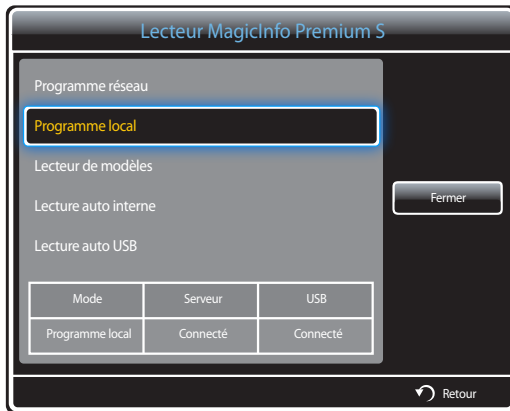 Lecteur MagicInfo Premium S
Programme réseau
Programme local
Lecteur de modèles
Lecture auto interne
Lecture auto USB
Fermer
Mode Serveur USB
Programme local Connecté Connecté
Retour